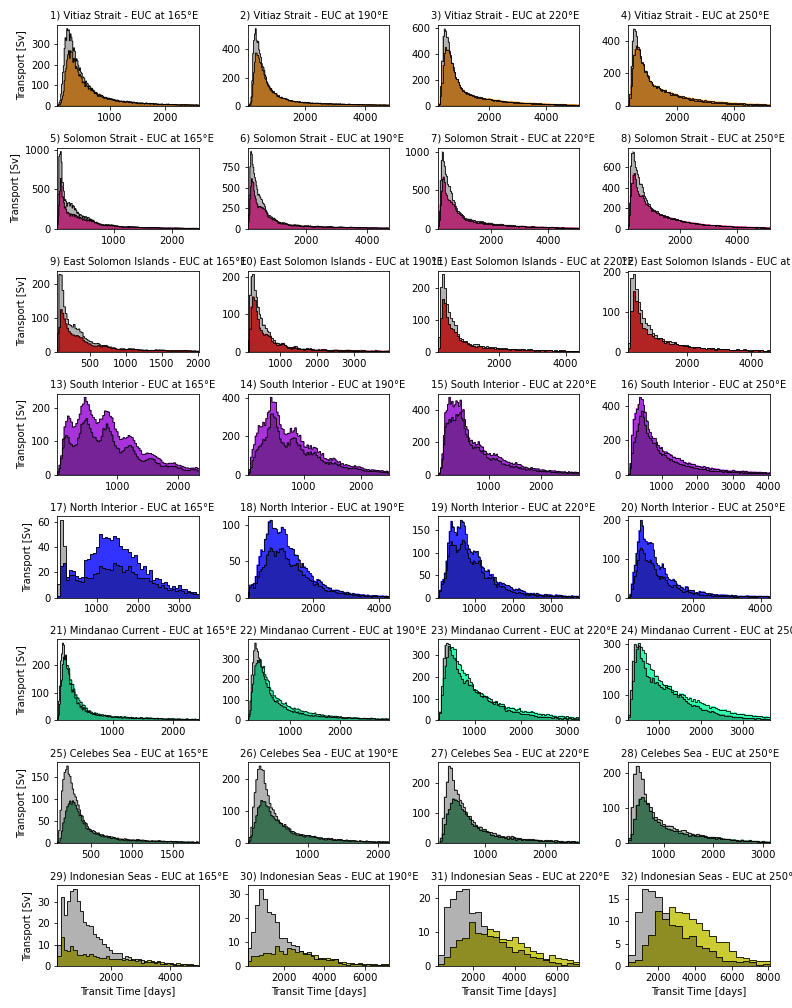 1) Vitiaz Strait - EUC at 165°E 2) Vitiaz Strait - EUC at 190°E 3) Vitiaz Strait - EUC at 220°E 4) Vitiaz Strait - EUC at 250°E
Transport [Sv]
300 200 100 0
400 200 0
600 400 200 0
400 200 0
1000 2000
2000 4000
2000 4000
2000 4000
5) Solomon Strait - EUC at 165°E 6) Solomon Strait - EUC at 190°E 7) Solomon Strait - EUC at 220°E 8) Solomon Strait - EUC at 250°E
Transport [Sv]
1000 500 0
750 500 250 0
1000 500 0
600 400 200 0
1000 2000
2000 4000
2000 4000
2000 4000
9) East Solomon Islands - EUC at 165°E 10) East Solomon Islands - EUC at 190°E 11) East Solomon Islands - EUC at 220°E 12) East Solomon Islands - EUC at
Transport [Sv]
200 100 0
200 100 0
200 100 0
200 100 0
500 1000 1500 2000
1000 2000 3000
2000 4000
2000 4000
13) South Interior - EUC at 165°E 14) South Interior - EUC at 190°E 15) South Interior - EUC at 220°E 16) South Interior - EUC at 250°E
Transport [Sv]
200 100 0
400 200 0
400 200 0
400 200 0
1000 2000
1000 2000
1000 2000
1000 2000 3000 4000
17) North Interior - EUC at 165°E 18) North Interior - EUC at 190°E 19) North Interior - EUC at 220°E 20) North Interior - EUC at 250°E
Transport [Sv]
60 40 20 0
100 50 0
150 100 50 0
200 100 0
1000 2000 3000
2000 4000
1000 2000 3000
2000 4000
21) Mindanao Current - EUC at 165°E 22) Mindanao Current - EUC at 190°E 23) Mindanao Current - EUC at 220°E 24) Mindanao Current - EUC at 250
Transport [Sv]
200 100 0
300 200 100 0
300 200 100 0
300 200 100 0
1000 2000
1000 2000
1000 2000 3000
1000 2000 3000
25) Celebes Sea - EUC at 165°E 26) Celebes Sea - EUC at 190°E 27) Celebes Sea - EUC at 220°E 28) Celebes Sea - EUC at 250°E
Transport [Sv]
150 100 50 0
200 100 0
200 100 0
200 100 0
500 1000 1500
1000 2000
1000 2000
1000 2000 3000
29) Indonesian Seas - EUC at 165°E 30) Indonesian Seas - EUC at 190°E 31) Indonesian Seas - EUC at 220°E 32) Indonesian Seas - EUC at 250°
Transport [Sv]
30 20 10 0
30 20 10 0
20 10 0
15 10 5 0
2000 4000
2000 4000 6000
2000 4000 6000
2000 4000 6000 8000
Transit Time [days] Transit Time [days] Transit Time [days] Transit Time [days]